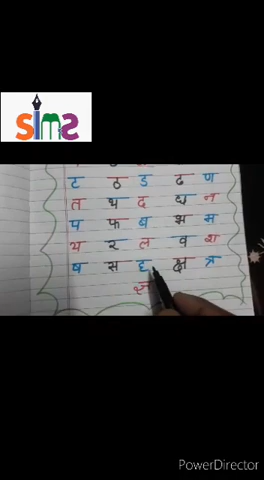 SIMS
ट ठ ड ढ ण
त थ द ध न
प फ ब भ म
य र ल व श
ष स ह क्ष त्र
ज्ञ
PowerDirector